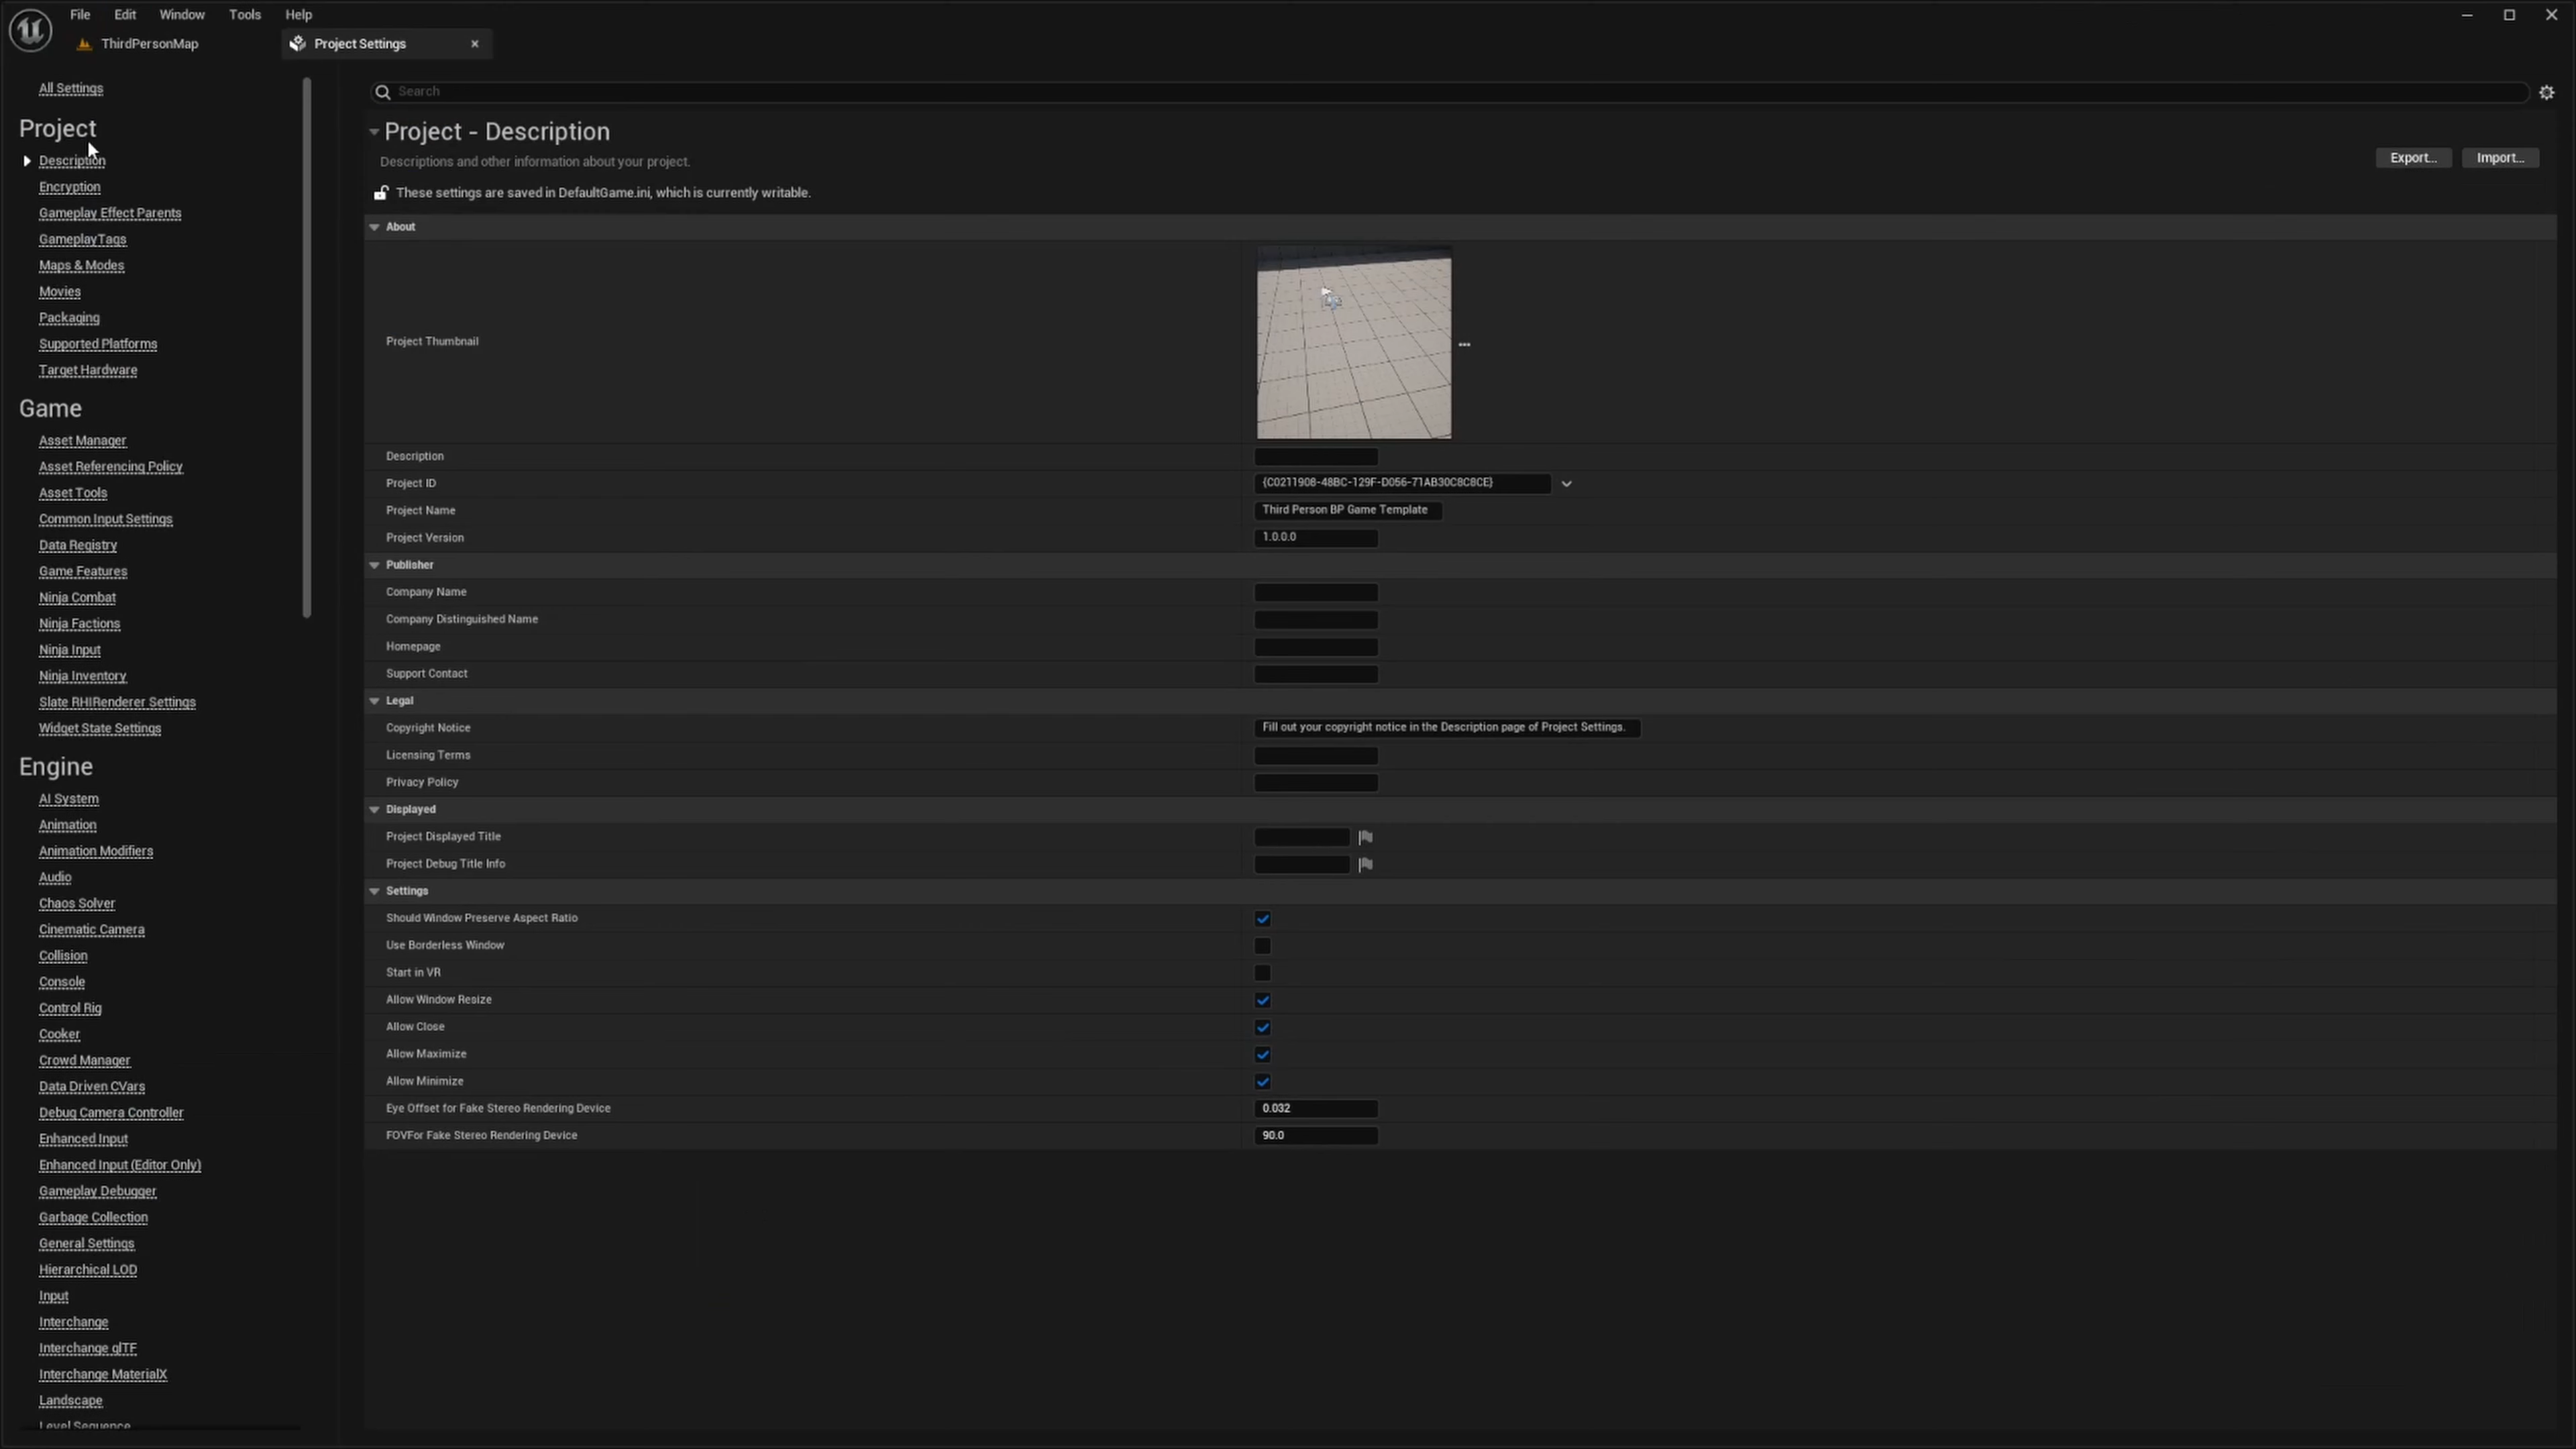 File Edit Window Tools Help
ThirdPersonMap
Project Settings
All Settings
Project
Description
Encryption
Gameplay Effect Parents
GameplayTags
Maps & Modes
Movies
Packaging
Supported Platforms
Target Hardware
Game
Asset Manager
Asset Referencing Policy
Asset Tools
Common Input Settings
Data Registry
Game Features
Ninja Combat
Ninja Factions
Ninja Input
Ninja Inventory
Slate RHIRenderer Settings
Widget State Settings
Engine
AI System
Animation
Animation Modifiers
Audio
Chaos Solver
Cinematic Camera
Collision
Console
Control Rig
Cooker
Crowd Manager
Data Driven CVars
Debug Camera Controller
Enhanced Input
Enhanced Input (Editor Only)
Gameplay Debugger
Garbage Collection
General Settings
Hierarchical LOD
Input
Interchange
Interchange glTF
Interchange MaterialX
Landscape
Level Sequence
Search
Project - Description
Descriptions and other information about your project.
Export...
Import...
These settings are saved in DefaultGame.ini, which is currently writable.
About
Project Thumbnail
Description
Project ID {C0211908-48BC-129F-D056-71AB30C8C8CE}
Project Name Third Person BP Game Template
Project Version 1.0.0.0
Publisher
Company Name
Company Distinguished Name
Homepage
Support Contact
Legal
Copyright Notice Fill out your copyright notice in the Description page of Project Settings.
Licensing Terms
Privacy Policy
Displayed
Project Displayed Title
Project Debug Title Info
Settings
Should Window Preserve Aspect Ratio
Use Borderless Window
Start in VR
Allow Window Resize
Allow Close
Allow Maximize
Allow Minimize
Eye Offset for Fake Stereo Rendering Device 0.032
FOVFor Fake Stereo Rendering Device 90.0